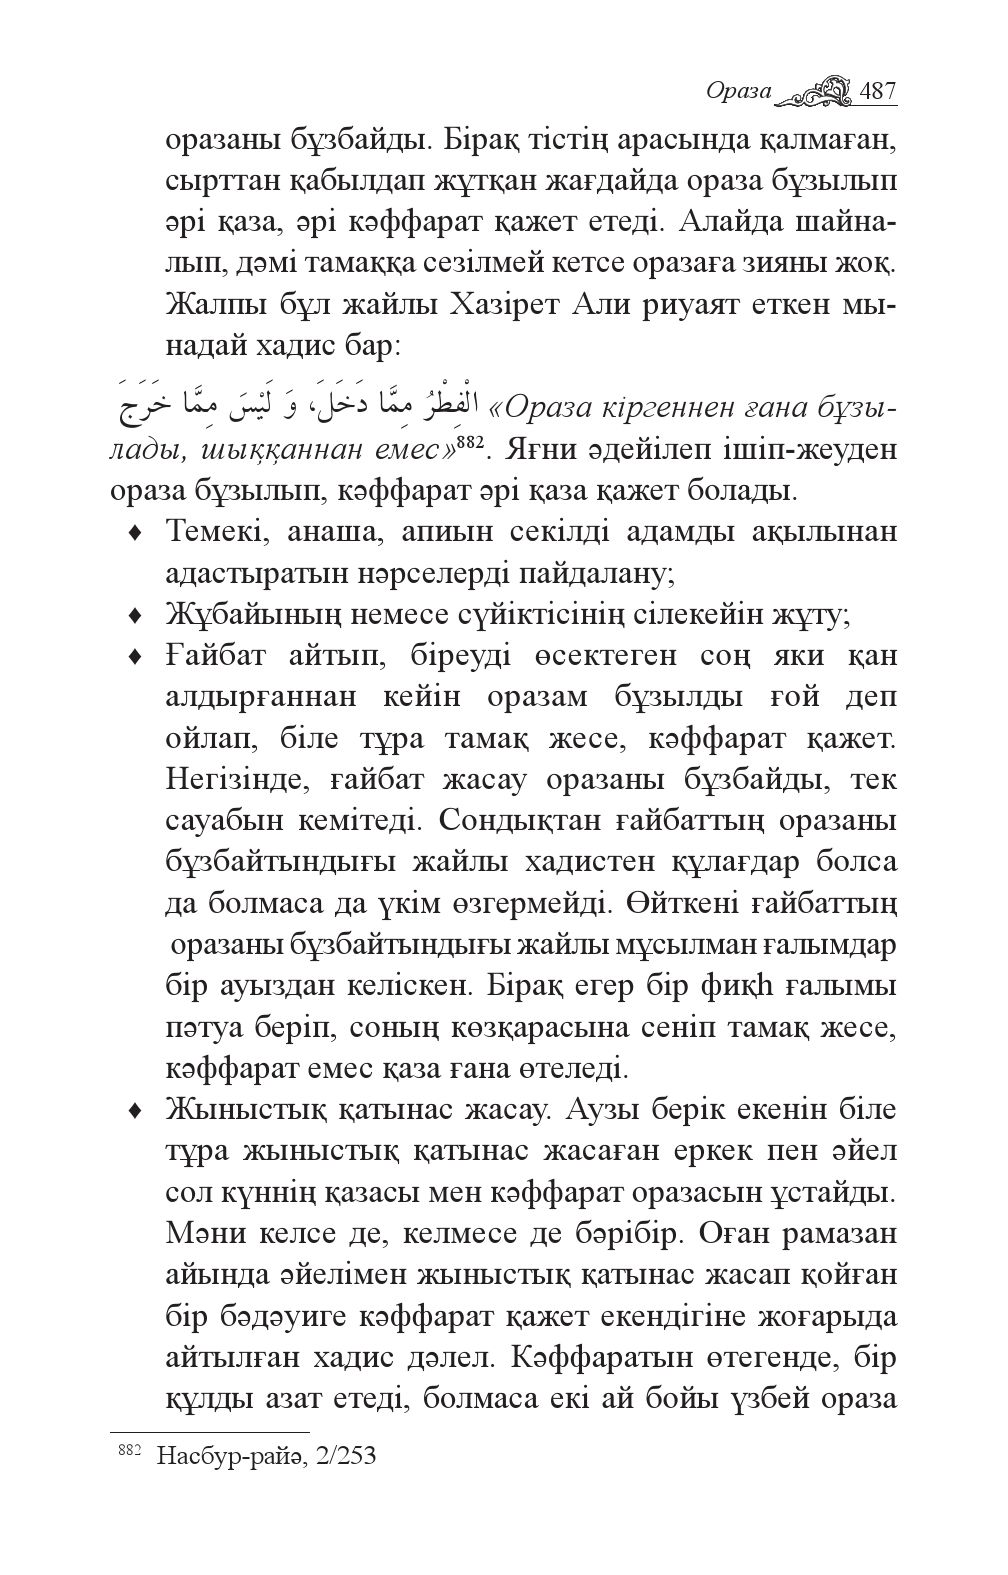 Ораза 487
оразаны бұзбайды. Бірақ тістің арасында қалмаған,
сырттан қабылдап жұтқан жағдайда ораза бұзылып
әрі қаза, әрі кәффарат қажет етеді. Алайда шайна-
лып, дәмі тамаққа сезілмей кетсе оразаға зияны жоқ.
Жалпы бұл жайлы Хазірет Али риуаят еткен мы-
надай хадис бар:
الْفِطْرُ مِمَّا دَخَلَ، وَ لَيْسَ مِمَّا خَرَجَ «Ораза кіргеннен ғана бұзы-
лады, шыққаннан емес»882. Яғни әдейілеп ішіп-жеуден
ораза бұзылып, кәффарат әрі қаза қажет болады.
♦ Темекі, анаша, апиын секілді адамды ақылынан
адастыратын нәрселерді пайдалану;
♦ Жұбайының немесе сүйіктісінің сілекейін жұту;
♦ Ғайбат айтып, біреуді өсектеген соң яки қан
алдырғаннан кейін оразам бұзылды ғой деп
ойлап, біле тұра тамақ жесе, кәффарат қажет.
Негізінде, ғайбат жасау оразаны бұзбайды, тек
сауабын кемітеді. Сондықтан ғайбаттың оразаны
бұзбайтындығы жайлы хадистен құлағдар болса
да болмаса да үкім өзгермейді. Өйткені ғайбаттың
оразаны бұзбайтындығы жайлы мұсылман ғалымдар
бір ауыздан келіскен. Бірақ егер бір фиқһ ғалымы
пәтуа беріп, соның көзқарасына сеніп тамақ жесе,
кәффарат емес қаза ғана өтеледі.
♦ Жыныстық қатынас жасау. Аузы берік екенін біле
тұра жыныстық қатынас жасаған еркек пен әйел
сол күннің қазасы мен кәффарат оразасын ұстайды.
Мәни келсе де, келмесе де бәрібір. Оған рамазан
айында әйелімен жыныстық қатынас жасап қойған
бір бәдәуиге кәффарат қажет екендігіне жоғарыда
айтылған хадис дәлел. Кәффаратын өтегенде, бір
құлды азат етеді, болмаса екі ай бойы үзбей ораза
882 Насбур-райә, 2/253